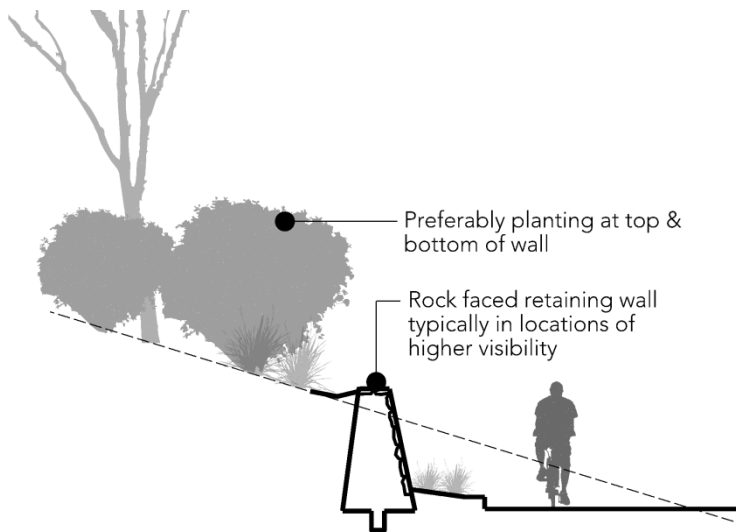 Preferably planting at top &
bottom of wall
Rock faced retaining wall
typically in locations of
higher visibility